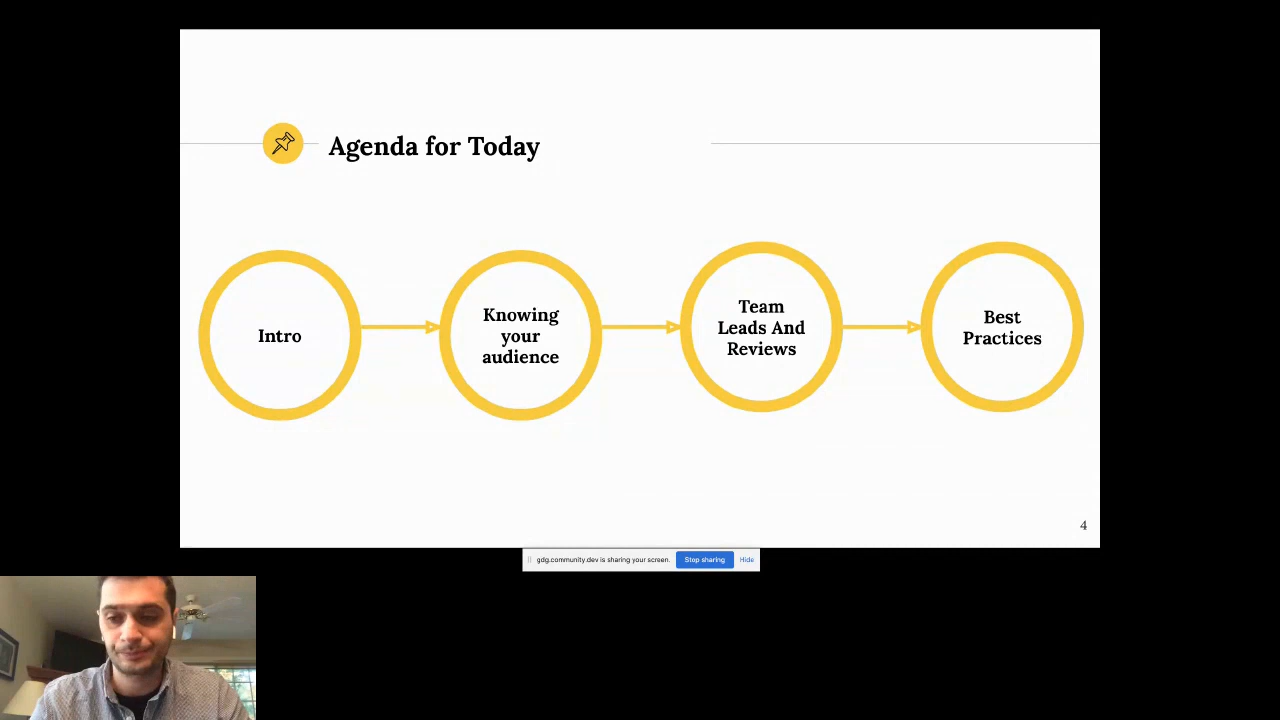 Agenda for Today
Intro
Knowing
your
audience
Team
Leads And
Reviews
Best
Practices
4
gdg.community.dev is sharing your screen.
Stop sharing
Hide